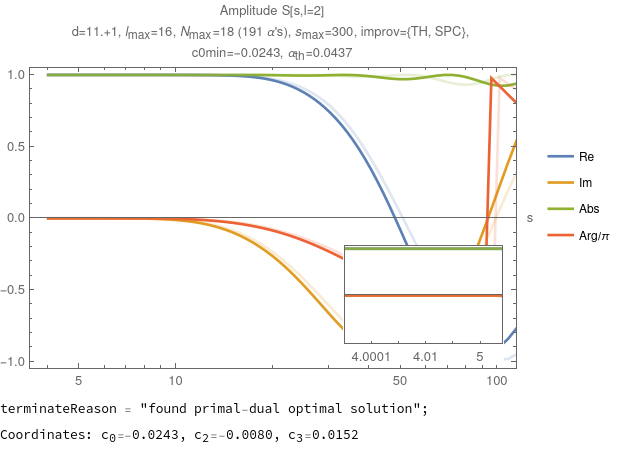 Amplitude S[s,l=2]
d=11.+1, lmax=16, Nmax=18 (191 α's), smax=300, improv={TH, SPC},
c0min=-0.0243, αth=0.0437
1.0
0.5
0.0
-0.5
-1.0
s
Re
Im
Abs
Arg/π
4.0001 4.01 5
5 10 50 100
terminateReason = "found primal-dual optimal solution";
Coordinates: c0=-0.0243, c2=-0.0080, c3=0.0152